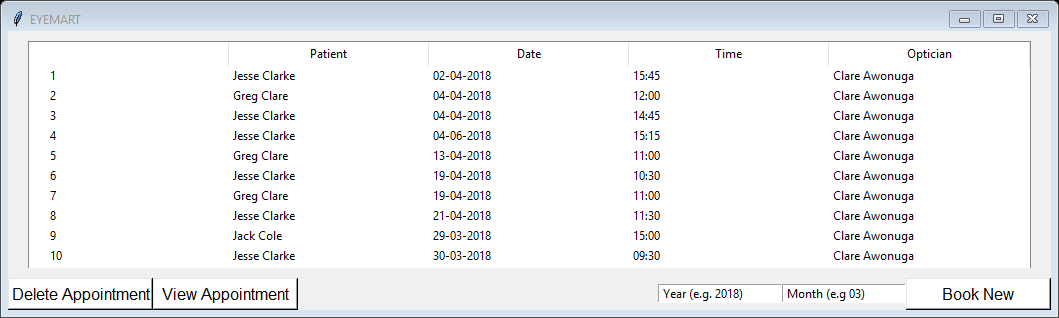 EYEMART
Patient Date Time Optician
1 Jesse Clarke 02-04-2018 15:45 Clare Awonuga
2 Greg Clare 04-04-2018 12:00 Clare Awonuga
3 Jesse Clarke 04-04-2018 14:45 Clare Awonuga
4 Jesse Clarke 04-06-2018 15:15 Clare Awonuga
5 Greg Clare 13-04-2018 11:00 Clare Awonuga
6 Jesse Clarke 19-04-2018 10:30 Clare Awonuga
7 Greg Clare 19-04-2018 11:00 Clare Awonuga
8 Jesse Clarke 21-04-2018 11:30 Clare Awonuga
9 Jack Cole 29-03-2018 15:00 Clare Awonuga
10 Jesse Clarke 30-03-2018 09:30 Clare Awonuga
Delete Appointment View Appointment Year (e.g. 2018) Month (e.g 03) Book New